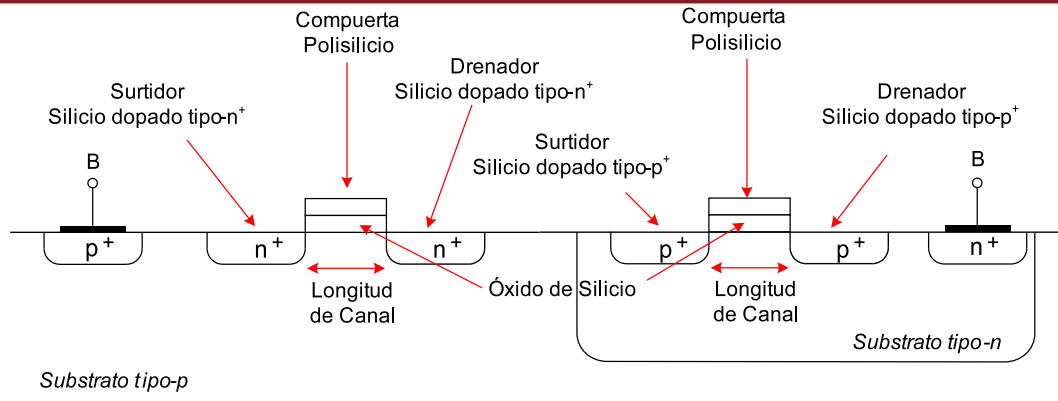 Compuerta
Polisilicio
Surtidor
Silicio dopado tipo-n+
Drenador
Silicio dopado tipo-n+
B
p+
n+
n+
Longitud
de Canal
Óxido de Silicio
Substrato tipo-p
Compuerta
Polisilicio
Surtidor
Silicio dopado tipo-p+
Drenador
Silicio dopado tipo-p+
B
p+
p+
n+
Longitud
de Canal
Substrato tipo-n